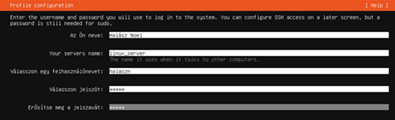 Profile configuration [ Help ]
Enter the username and password you will use to log in to the system. You can configure SSH access on a later screen, but a
password is still needed for sudo.
Az Ön neve: Halász Noel
Your servers name: linux_server
The name it uses when it talks to other computers.
Válasszon egy felhasználónevet: halaszn
Válasszon jelszót: *****
Erősítse meg a jelszavát: *****